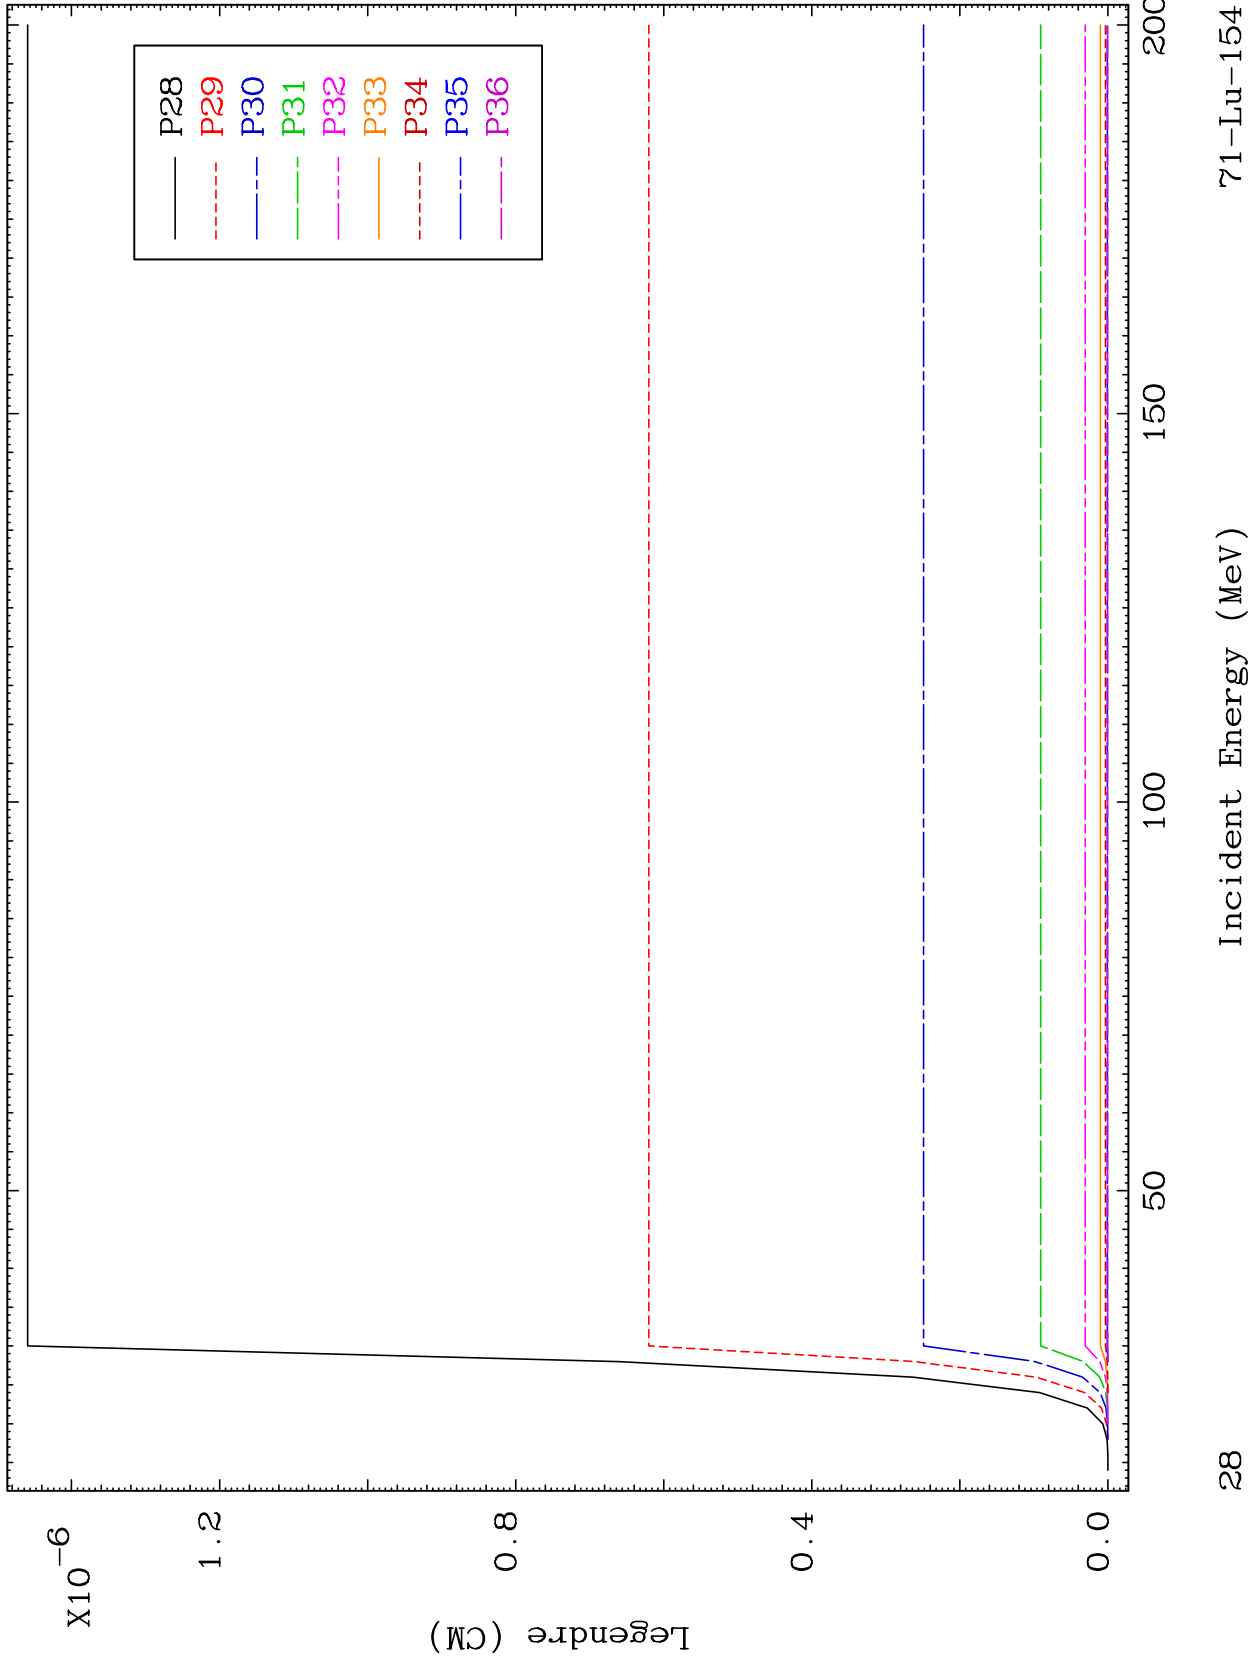 X10-6
1.2
0.8
0.4
0.0
Legendre (CM)
P28
P29
P30
P31
P32
P33
P34
P35
P36
50
100
150
200
28
Incident Energy (MeV)
71-Lu-154